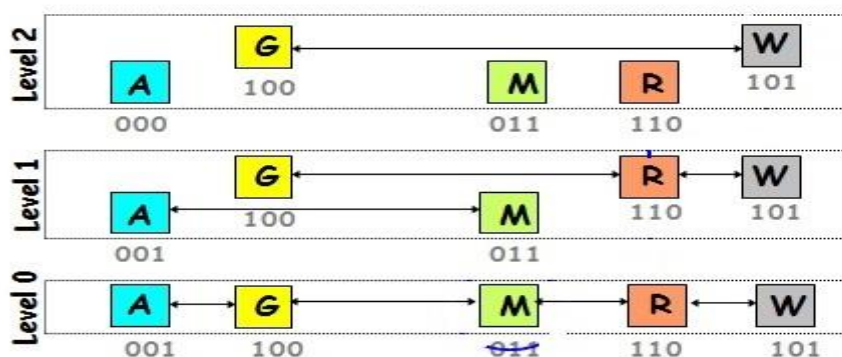 Level 2
G W
A M R
100 101
000 011 110
Level 1
G R W
A M
100 110 101
001 011
Level 0
A G M R W
001 100 011 110 101